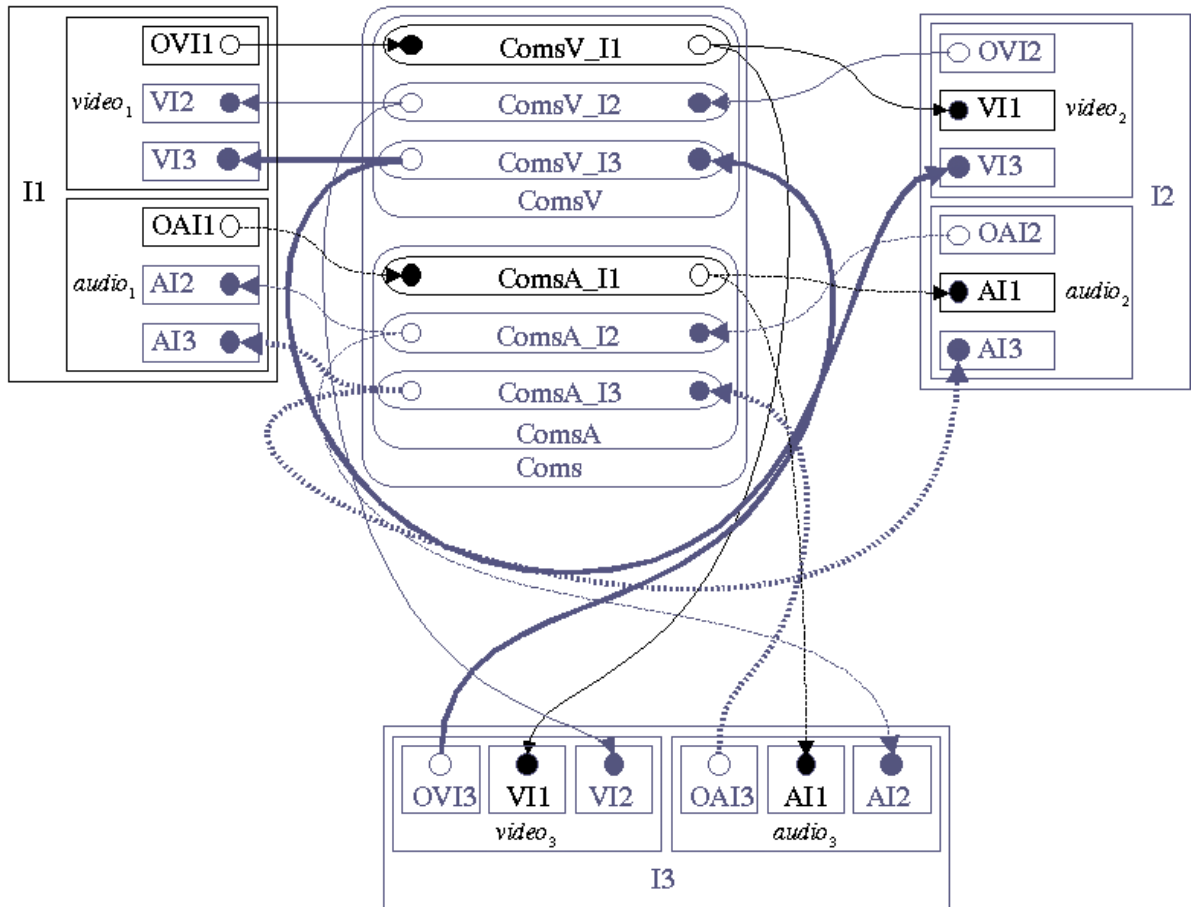 OVI1
VI2
video1
VI3
I1
OAI1
AI2
audio1
AI3
ComsV_I1
ComsV_I2
ComsV_I3
ComsV
ComsA_I1
ComsA_I2
ComsA_I3
ComsA
Coms
OVI2
VI1
video2
VI3
I2
OAI2
AI1
audio2
AI3
OVI3 VI1 VI2
video3
OAI3 AI1 AI2
audio3
I3